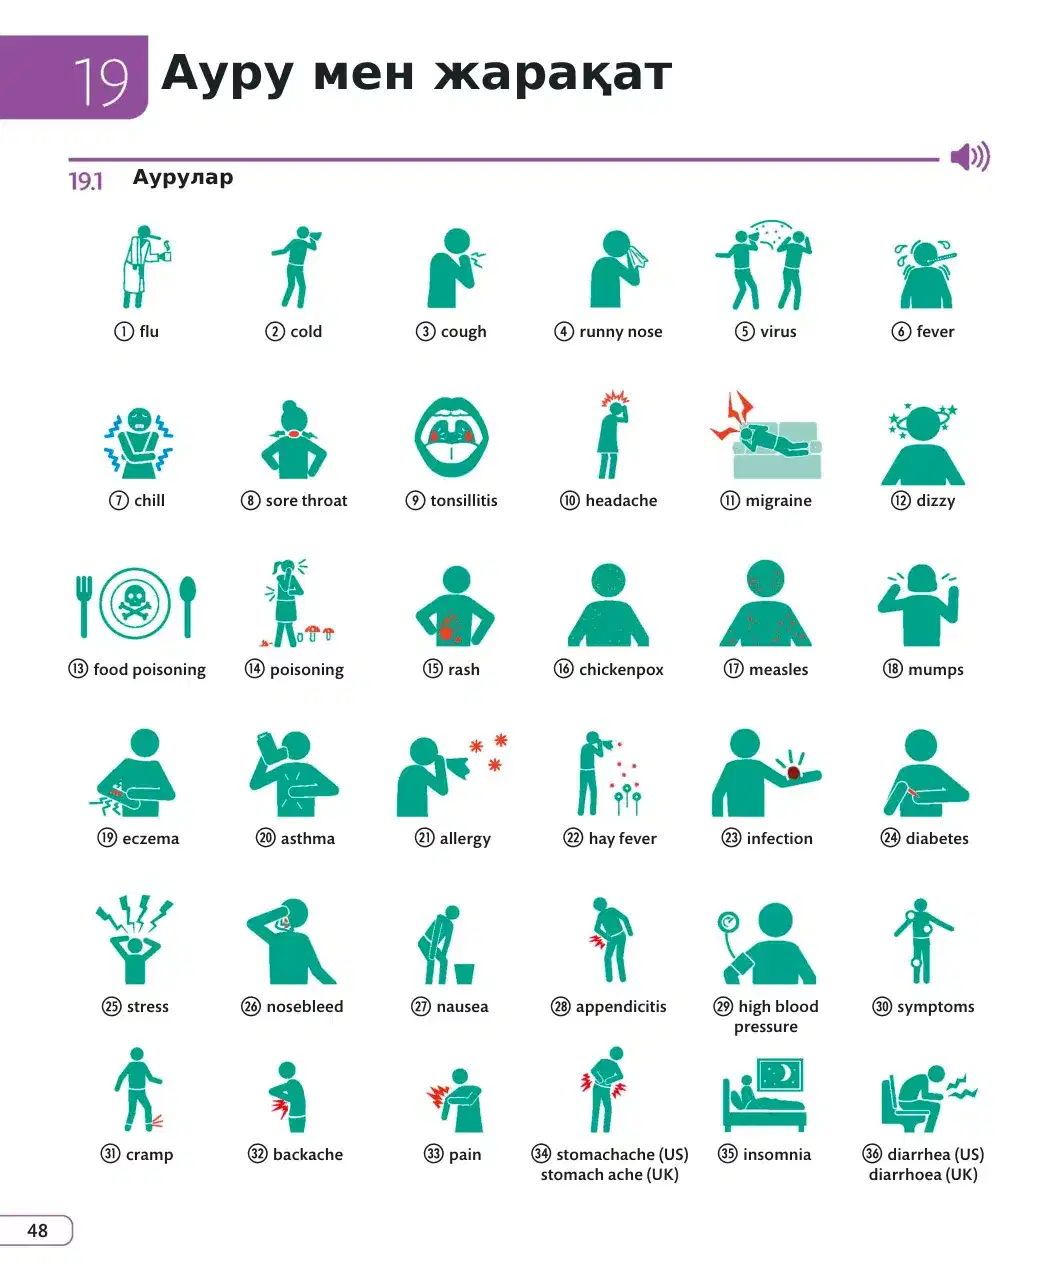 19 Ауру мен жарақат
19.1 Аурулар
1 flu 2 cold 3 cough 4 runny nose 5 virus 6 fever
7 chill 8 sore throat 9 tonsillitis 10 headache 11 migraine 12 dizzy
13 food poisoning 14 poisoning 15 rash 16 chickenpox 17 measles 18 mumps
19 eczema 20 asthma 21 allergy 22 hay fever 23 infection 24 diabetes
25 stress 26 nosebleed 27 nausea 28 appendicitis 29 high blood 30 symptoms
pressure
31 cramp 32 backache 33 pain 34 stomachache (US) 35 insomnia 36 diarrhea (US)
stomach ache (UK) diarrhoea (UK)
48